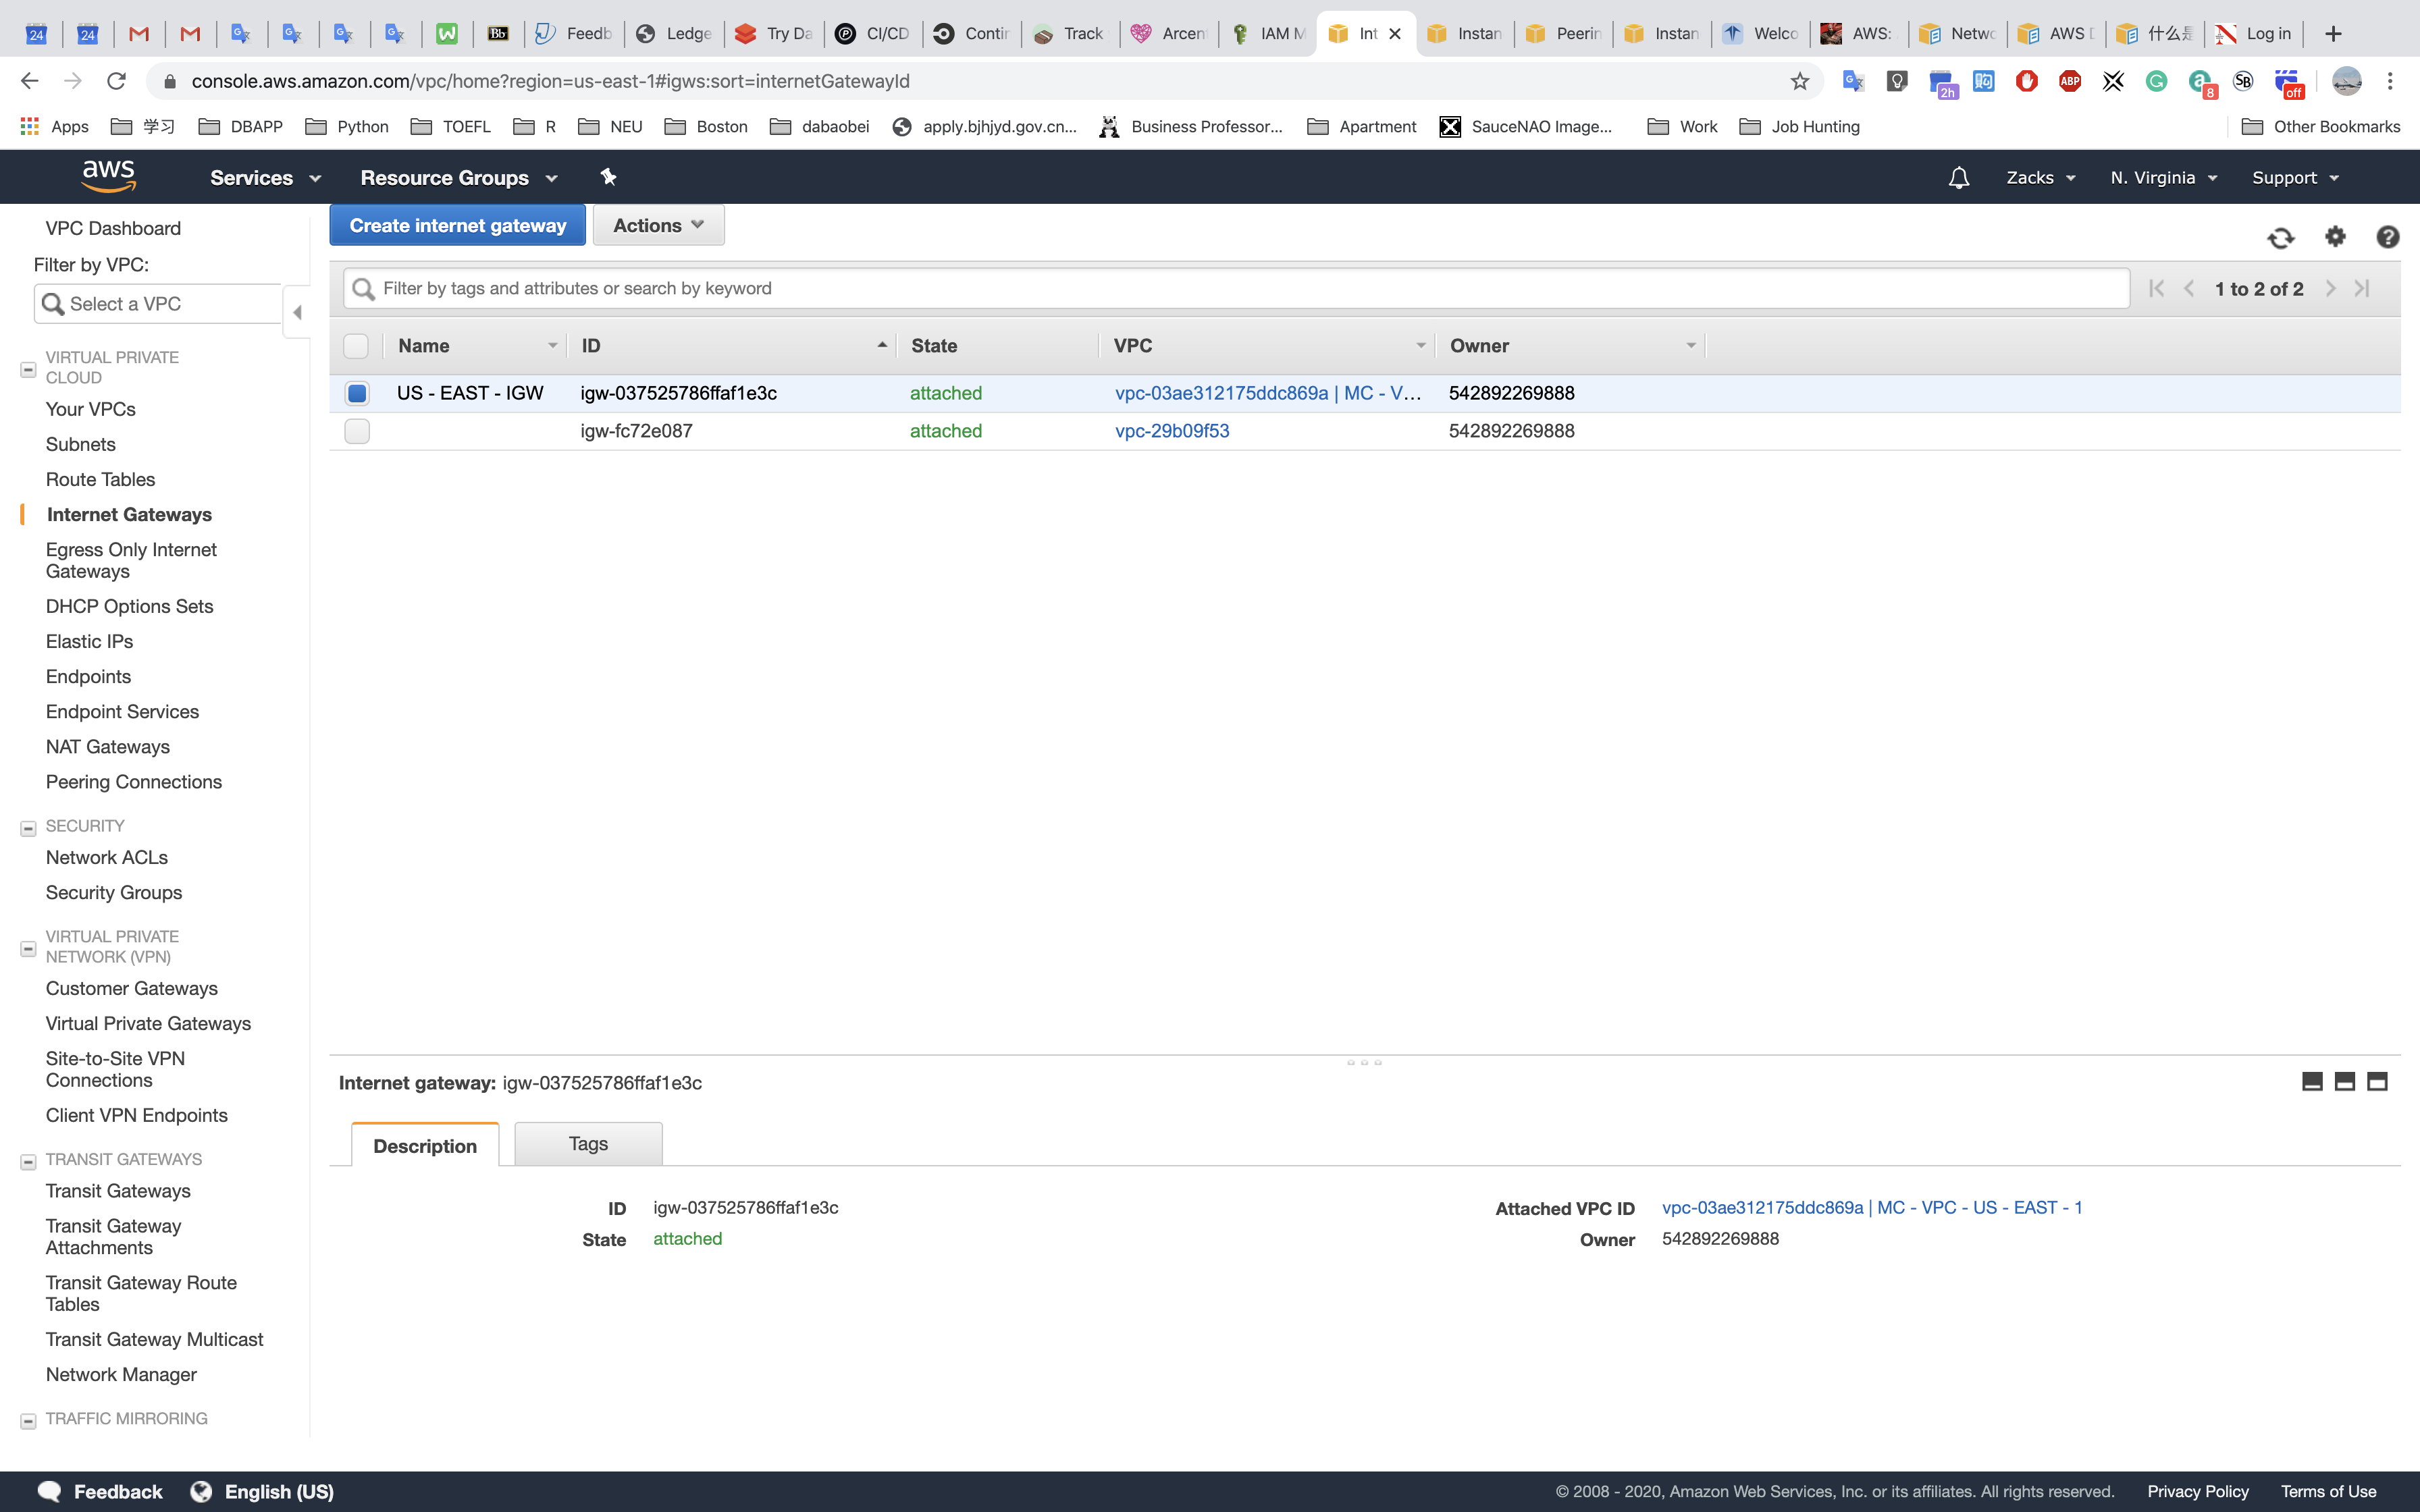 24 24 Bb Feedb Ledge Try Da CI/CD Contin Track Arcen IAM M Int Instan Peerin Instan Welco AWS: Netwo AWS D 什么是 Log in
console.aws.amazon.com/vpc/home?region=us-east-1#igws:sort=internetGatewayId
2h ABP 8 SB off
Apps 学习 DBAPP Python TOEFL R NEU Boston dabaobei apply.bjhjyd.gov.cn... Business Professor... Apartment SauceNAO Image... Work Job Hunting Other Bookmarks
aws Services Resource Groups Zacks N. Virginia Support
VPC Dashboard
Filter by VPC:
Select a VPC
VIRTUAL PRIVATE
CLOUD
Your VPCs
Subnets
Route Tables
Internet Gateways
Egress Only Internet
Gateways
DHCP Options Sets
Elastic IPs
Endpoints
Endpoint Services
NAT Gateways
Peering Connections
SECURITY
Network ACLs
Security Groups
VIRTUAL PRIVATE
NETWORK (VPN)
Customer Gateways
Virtual Private Gateways
Site-to-Site VPN
Connections
Client VPN Endpoints
TRANSIT GATEWAYS
Transit Gateways
Transit Gateway
Attachments
Transit Gateway Route
Tables
Transit Gateway Multicast
Network Manager
TRAFFIC MIRRORING
Create internet gateway Actions
Filter by tags and attributes or search by keyword 1 to 2 of 2
Name ID State VPC Owner
US - EAST - IGW igw-037525786ffaf1e3c attached vpc-03ae312175ddc869a | MC - V... 542892269888
igw-fc72e087 attached vpc-29b09f53 542892269888
Internet gateway: igw-037525786ffaf1e3c
Description Tags
ID igw-037525786ffaf1e3c Attached VPC ID vpc-03ae312175ddc869a | MC - VPC - US - EAST - 1
State attached Owner 542892269888
Feedback English (US) © 2008 - 2020, Amazon Web Services, Inc. or its affiliates. All rights reserved. Privacy Policy Terms of Use